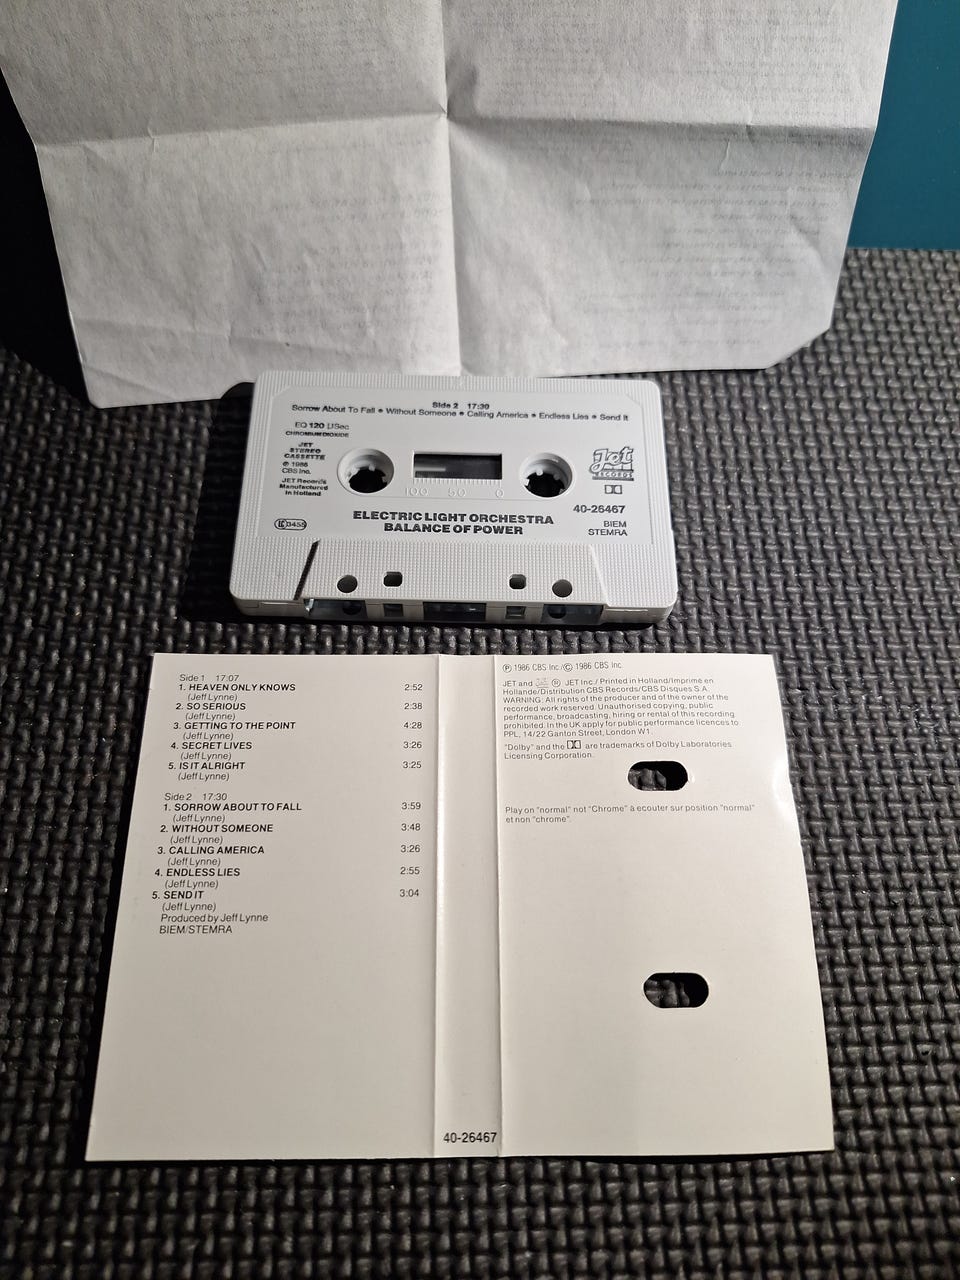 Side 2 17:30
Sorrow About To Fall • Without Someone • Calling America • Endless Lies • Send It
EQ 120 µSec
CHROMIUM DIOXIDE
JET
STEREO
CASSETTE
℗ 1986
CBS Inc.
JET Records
Manufactured
in Holland
Jet
RECORDS
100 50 0
40-26467
BIEM
STEMRA
3455
ELECTRIC LIGHT ORCHESTRA
BALANCE OF POWER
Side 1 17:07
1. HEAVEN ONLY KNOWS 2:52
(Jeff Lynne)
2. SO SERIOUS 2:38
(Jeff Lynne)
3. GETTING TO THE POINT 4:28
(Jeff Lynne)
4. SECRET LIVES 3:26
(Jeff Lynne)
5. IS IT ALRIGHT 3:25
(Jeff Lynne)
Side 2 17:30
1. SORROW ABOUT TO FALL 3:59
(Jeff Lynne)
2. WITHOUT SOMEONE 3:48
(Jeff Lynne)
3. CALLING AMERICA 3:26
(Jeff Lynne)
4. ENDLESS LIES 2:55
(Jeff Lynne)
5. SEND IT 3:04
(Jeff Lynne)
Produced by Jeff Lynne
BIEM/STEMRA
40-26467
℗ 1986 CBS Inc./© 1986 CBS Inc.
JET and Jet ® JET Inc./Printed in Holland/Imprimé en
Hollande/Distribution CBS Records/CBS Disques S.A.
WARNING: All rights of the producer and of the owner of the
recorded work reserved. Unauthorised copying, public
performance, broadcasting, hiring or rental of this recording
prohibited. In the UK apply for public performance licences to
PPL, 14/22 Ganton Street, London W1.
"Dolby" and the are trademarks of Dolby Laboratories
Licensing Corporation.
Play on "normal" not "Chrome" à ecouter sur position "normal"
et non "chrome".